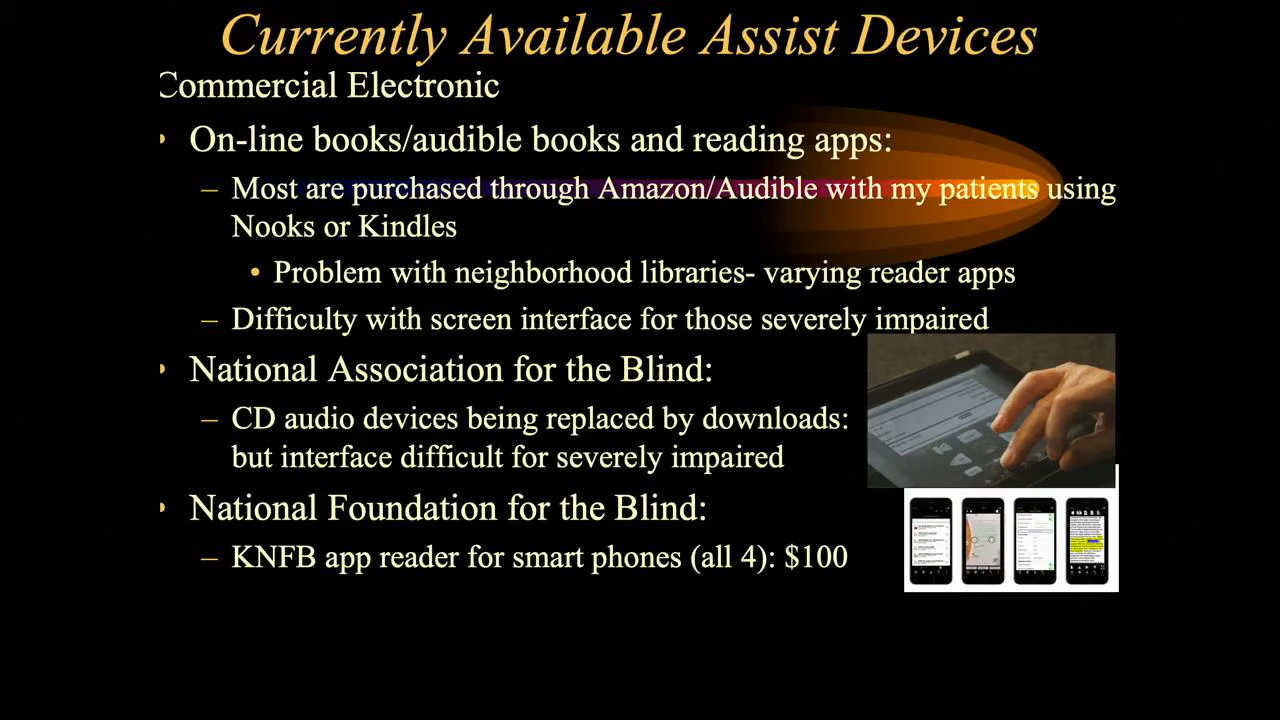 Currently Available Assist Devices
Commercial Electronic
• On-line books/audible books and reading apps:
– Most are purchased through Amazon/Audible with my patients using
Nooks or Kindles
• Problem with neighborhood libraries- varying reader apps
– Difficulty with screen interface for those severely impaired
• National Association for the Blind:
– CD audio devices being replaced by downloads:
but interface difficult for severely impaired
• National Foundation for the Blind:
– KNFB app reader for smart phones (all 4): $100